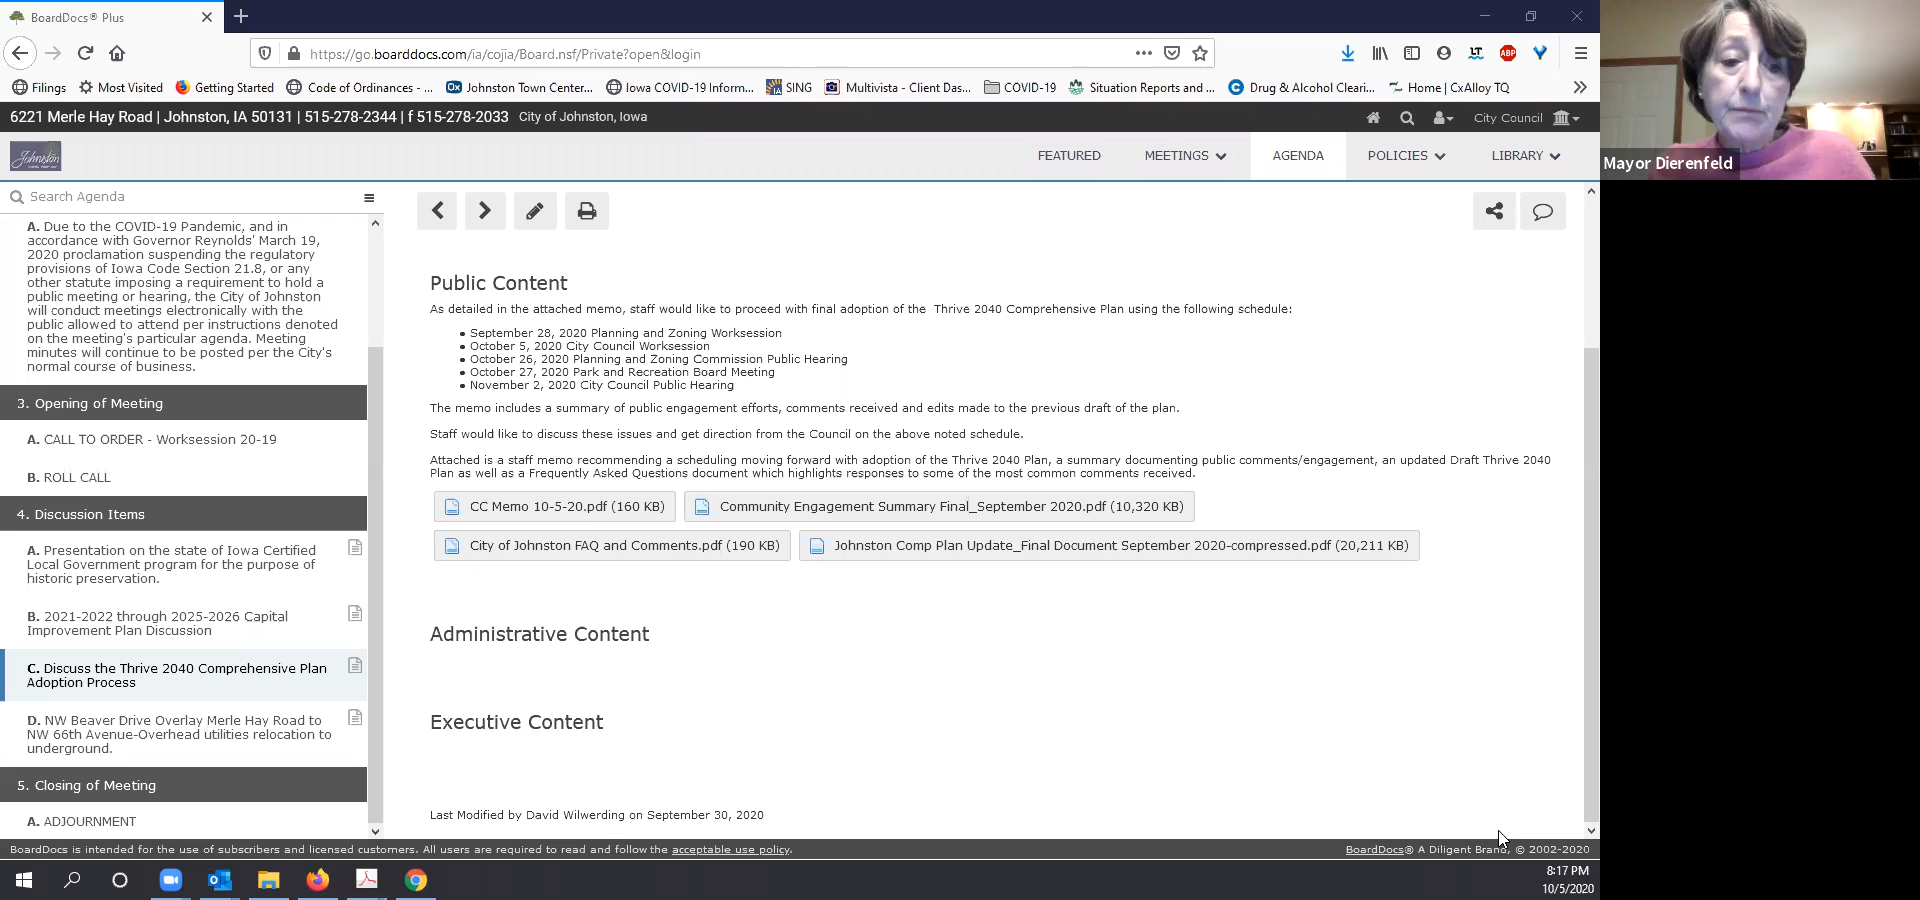 BoardDocs® Plus
https://go.boarddocs.com/ia/cojia/Board.nsf/Private?open&login
Filings
Most Visited
Getting Started
Code of Ordinances - ...
Johnston Town Center...
Iowa COVID-19 Inform...
SING
Multivista - Client Das...
COVID-19
Situation Reports and ...
Drug & Alcohol Cleari...
Home | CxAlloy TQ
6221 Merle Hay Road | Johnston, IA 50131 | 515-278-2344 | f 515-278-2033 City of Johnston, Iowa
City Council
Johnston
FEATURED
MEETINGS
AGENDA
POLICIES
LIBRARY
Mayor Dierenfeld
Search Agenda
A. Due to the COVID-19 Pandemic, and in
accordance with Governor Reynolds' March 19,
2020 proclamation suspending the regulatory
provisions of Iowa Code Section 21.8, or any
other statute imposing a requirement to hold a
public meeting or hearing, the City of Johnston
will conduct meetings electronically with the
public allowed to attend per instructions denoted
on the meeting's particular agenda. Meeting
minutes will continue to be posted per the City's
normal course of business.
3. Opening of Meeting
A. CALL TO ORDER - Worksession 20-19
B. ROLL CALL
4. Discussion Items
A. Presentation on the state of Iowa Certified
Local Government program for the purpose of
historic preservation.
B. 2021-2022 through 2025-2026 Capital
Improvement Plan Discussion
C. Discuss the Thrive 2040 Comprehensive Plan
Adoption Process
D. NW Beaver Drive Overlay Merle Hay Road to
NW 66th Avenue-Overhead utilities relocation to
underground.
5. Closing of Meeting
A. ADJOURNMENT
Public Content
As detailed in the attached memo, staff would like to proceed with final adoption of the Thrive 2040 Comprehensive Plan using the following schedule:
• September 28, 2020 Planning and Zoning Worksession
• October 5, 2020 City Council Worksession
• October 26, 2020 Planning and Zoning Commission Public Hearing
• October 27, 2020 Park and Recreation Board Meeting
• November 2, 2020 City Council Public Hearing
The memo includes a summary of public engagement efforts, comments received and edits made to the previous draft of the plan.
Staff would like to discuss these issues and get direction from the Council on the above noted schedule.
Attached is a staff memo recommending a scheduling moving forward with adoption of the Thrive 2040 Plan, a summary documenting public comments/engagement, an updated Draft Thrive 2040
Plan as well as a Frequently Asked Questions document which highlights responses to some of the most common comments received.
CC Memo 10-5-20.pdf (160 KB)
Community Engagement Summary Final_September 2020.pdf (10,320 KB)
City of Johnston FAQ and Comments.pdf (190 KB)
Johnston Comp Plan Update_Final Document September 2020-compressed.pdf (20,211 KB)
Administrative Content
Executive Content
Last Modified by David Wilwerding on September 30, 2020
BoardDocs is intended for the use of subscribers and licensed customers. All users are required to read and follow the acceptable use policy.
BoardDocs® A Diligent Brand, © 2002-2020
8:17 PM
10/5/2020